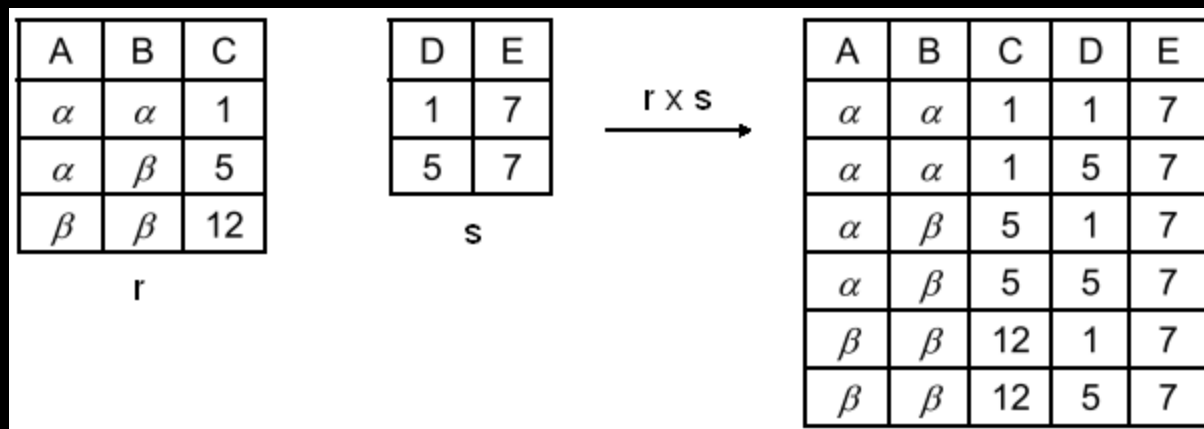 A B C
α α 1
α β 5
β β 12
r
D E
1 7
5 7
s
r x s
A B C D E
α α 1 1 7
α α 1 5 7
α β 5 1 7
α β 5 5 7
β β 12 1 7
β β 12 5 7